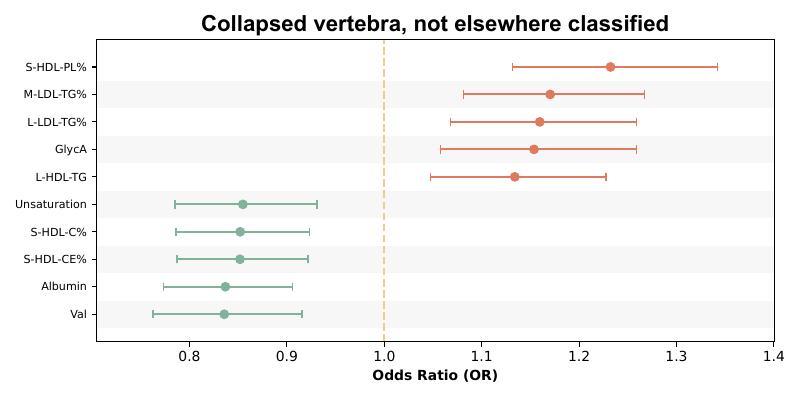 Collapsed vertebra, not elsewhere classified
S-HDL-PL%
M-LDL-TG%
L-LDL-TG%
GlycA
L-HDL-TG
Unsaturation
S-HDL-C%
S-HDL-CE%
Albumin
Val
0.8 0.9 1.0 1.1 1.2 1.3 1.4
Odds Ratio (OR)